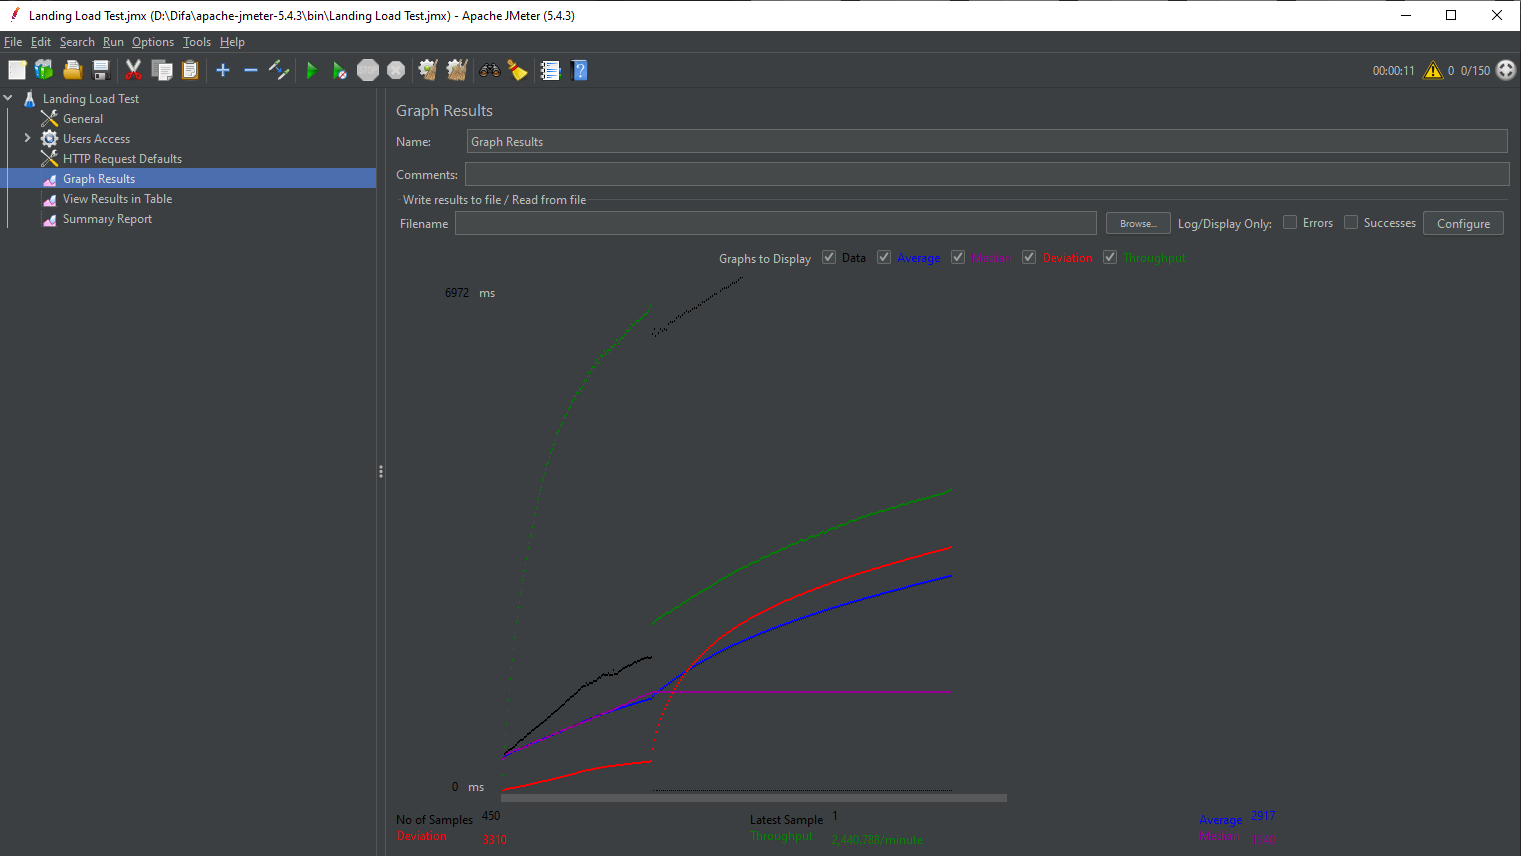 Landing Load Test.jmx (D:\Difa\apache-jmeter-5.4.3\bin\Landing Load Test.jmx) - Apache JMeter (5.4.3)
File Edit Search Run Options Tools Help
00:00:11 0 0/150
Landing Load Test
General
Users Access
HTTP Request Defaults
Graph Results
View Results in Table
Summary Report
Graph Results
Name: Graph Results
Comments:
Write results to file / Read from file
Filename Browse... Log/Display Only: Errors Successes Configure
Graphs to Display Data Average Median Deviation Throughput
6972 ms
0 ms
No of Samples 450 Latest Sample 1 Average 2917
Deviation 3310 Throughput 2,440.788/minute Median